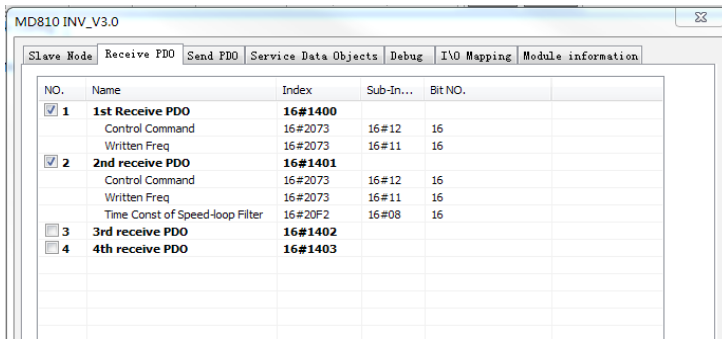 MD810 INV_V3.0
Slave Node Receive PDO Send PDO Service Data Objects Debug I\O Mapping Module information
NO. Name Index Sub-In... Bit NO.
1 1st Receive PDO 16#1400
Control Command 16#2073 16#12 16
Written Freq 16#2073 16#11 16
2 2nd receive PDO 16#1401
Control Command 16#2073 16#12 16
Written Freq 16#2073 16#11 16
Time Const of Speed-loop Filter 16#20F2 16#08 16
3 3rd receive PDO 16#1402
4 4th receive PDO 16#1403